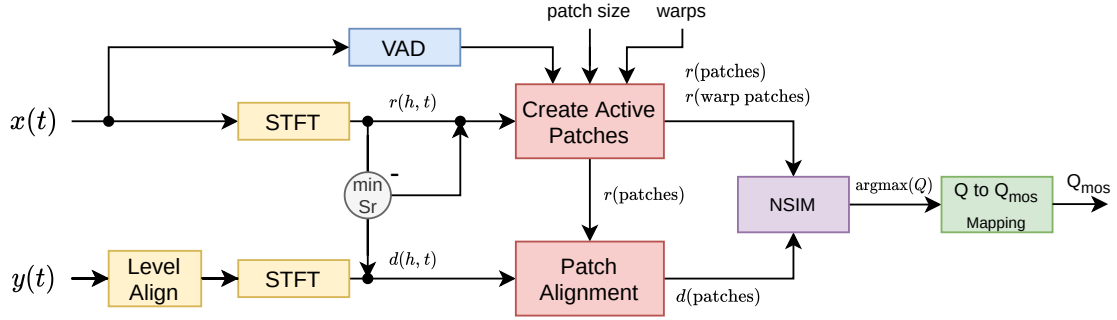 patch size
warps
VAD
r(patches)
r(warp patches)
x(t)
STFT
r(h, t)
Create Active
Patches
-
min
Sr
r(patches)
NSIM
argmax(Q)
Q to Qmos
Mapping
Qmos
y(t)
Level
Align
STFT
d(h, t)
Patch
Alignment
d(patches)